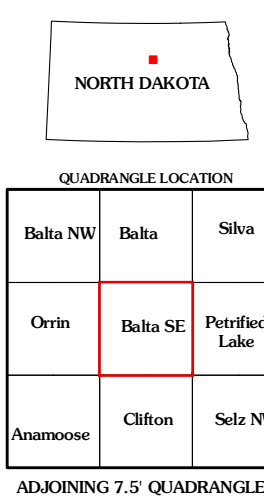 NORTH DAKOTA
QUADRANGLE LOCATION
Balta NW Balta Silva
Orrin Balta SE Petrified
Lake
Anamoose Clifton Selz N
ADJOINING 7.5' QUADRANGLE